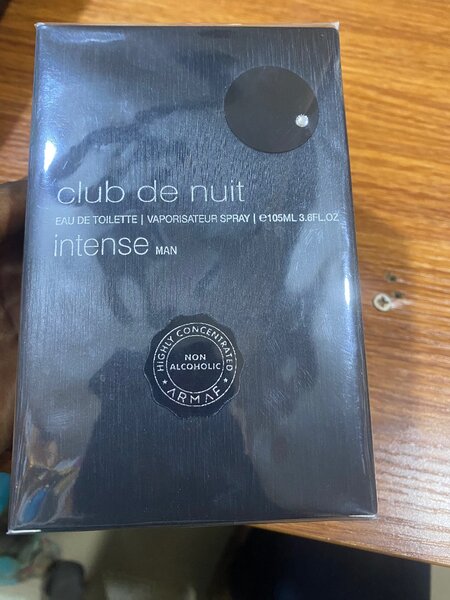 club de nuit
EAU DE TOILETTE | VAPORISATEUR SPRAY | ℮105ML 3.6FL.OZ
intense MAN
HIGHLY CONCENTRATED
NON
ALCOHOLIC
★ ARMAF ★